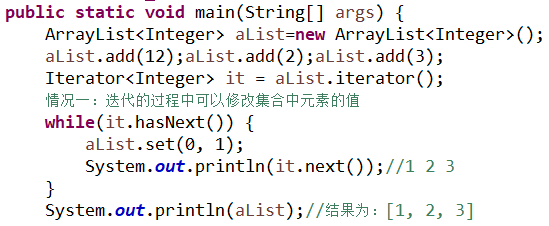 public static void main(String[] args) {
ArrayList<Integer> aList=new ArrayList<Integer>();
aList.add(12);aList.add(2);aList.add(3);
Iterator<Integer> it = aList.iterator();
情况一：迭代的过程中可以修改集合中元素的值
while(it.hasNext()) {
aList.set(0, 1);
System.out.println(it.next());//1 2 3
}
System.out.println(aList);//结果为：[1, 2, 3]